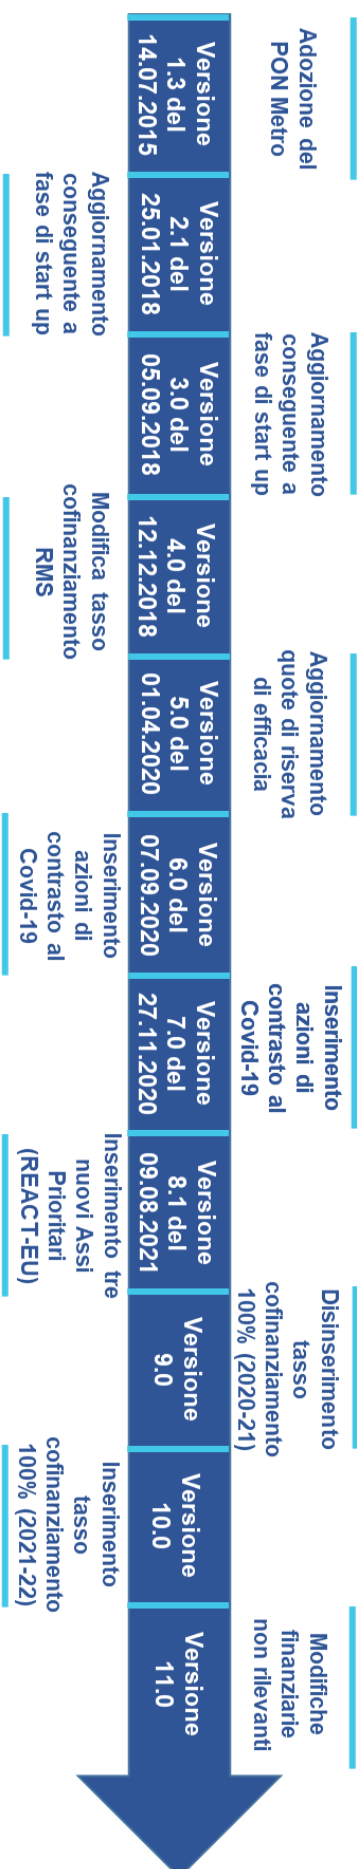 Adozione del
PON Metro
Versione
1.3 del
14.07.2015
Versione
2.1 del
25.01.2018
Aggiornamento
conseguente a
fase di start up
Aggiornamento
conseguente a
fase di start up
Versione
3.0 del
05.09.2018
Versione
4.0 del
12.12.2018
Modifica tasso
cofinanziamento
RMS
Aggiornamento
quote di riserva
di efficacia
Versione
5.0 del
01.04.2020
Versione
6.0 del
07.09.2020
Inserimento
azioni di
contrasto al
Covid-19
Inserimento
azioni di
contrasto al
Covid-19
Versione
7.0 del
27.11.2020
Versione
8.1 del
09.08.2021
Inserimento tre
nuovi Assi
Prioritari
(REACT-EU)
Disinserimento
tasso
cofinanziamento
100% (2020-21)
Versione
9.0
Versione
10.0
Inserimento
tasso
cofinanziamento
100% (2021-22)
Modifiche
finanziarie
non rilevanti
Versione
11.0